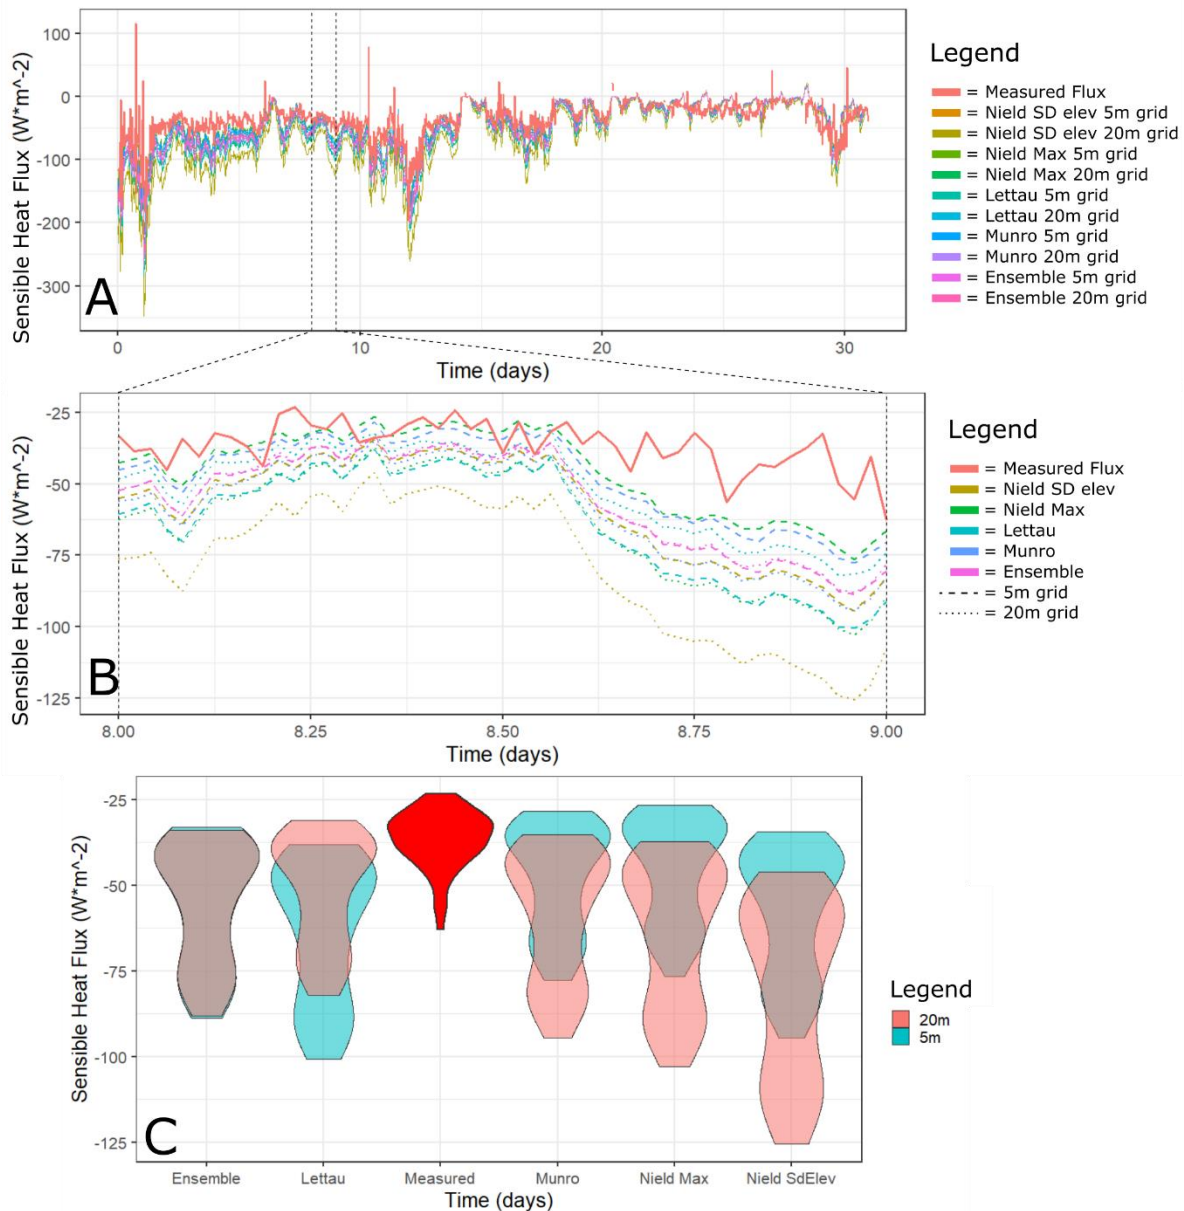 100
0
-100
-200
-300
Sensible Heat Flux (W*m^-2)
A
0
10
20
30
Time (days)
Legend
= Measured Flux
= Nield SD elev 5m grid
= Nield SD elev 20m grid
= Nield Max 5m grid
= Nield Max 20m grid
= Lettau 5m grid
= Lettau 20m grid
= Munro 5m grid
= Munro 20m grid
= Ensemble 5m grid
= Ensemble 20m grid
-25
-50
-75
-100
-125
Sensible Heat Flux (W*m^-2)
B
8.00
8.25
8.50
8.75
9.00
Time (days)
Legend
= Measured Flux
= Nield SD elev
= Nield Max
= Lettau
= Munro
= Ensemble
= 5m grid
= 20m grid
-25
-50
-75
-100
-125
Sensible Heat Flux (W*m^-2)
C
Ensemble
Lettau
Measured
Munro
Nield Max
Nield SdElev
Time (days)
Legend
20m
5m